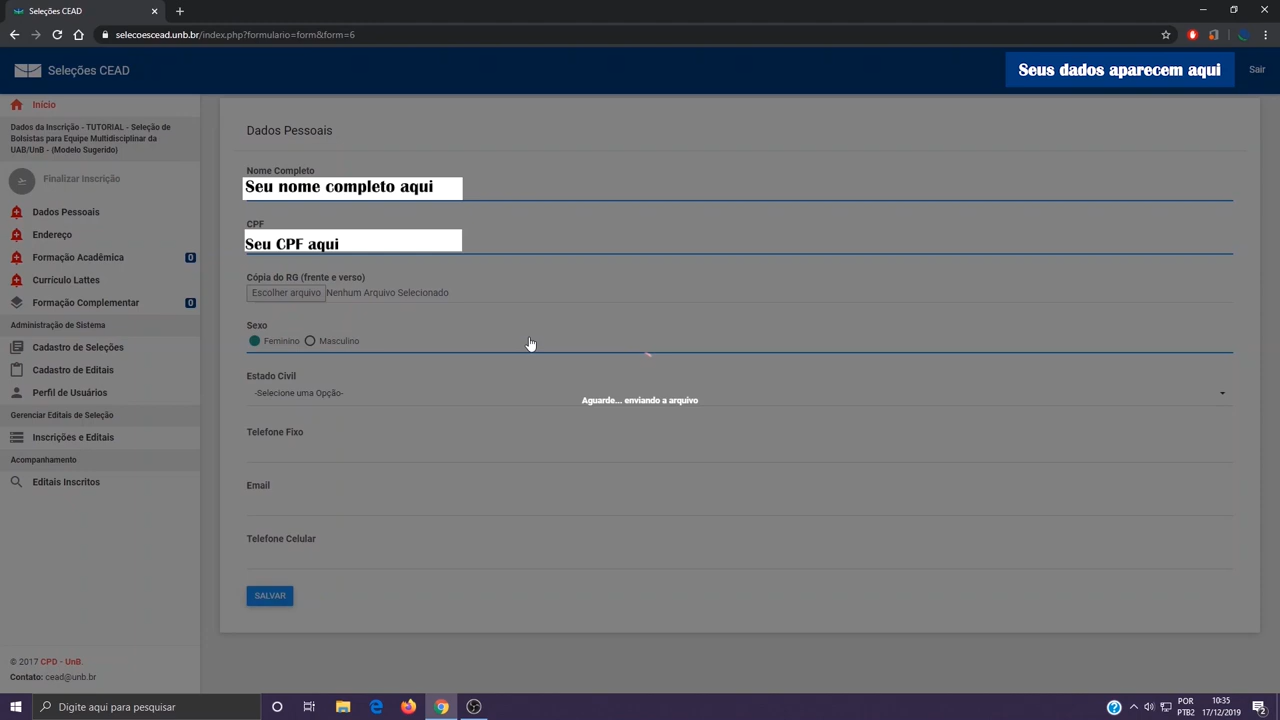 Seleções CEAD
selecoescead.unb.br/index.php?formulario=form&form=6
Seleções CEAD
Seus dados aparecem aqui
Sair
Início
Dados da Inscrição - TUTORIAL - Seleção de
Bolsistas para Equipe Multidisciplinar da
UAB/UnB - (Modelo Sugerido)
Finalizar Inscrição
Dados Pessoais
Endereço
Formação Acadêmica 0
Currículo Lattes
Formação Complementar 0
Administração de Sistema
Cadastro de Seleções
Cadastro de Editais
Perfil de Usuários
Gerenciar Editais de Seleção
Inscrições e Editais
Acompanhamento
Editais Inscritos
© 2017 CPD - UnB.
Contato: cead@unb.br
Dados Pessoais
Nome Completo
Seu nome completo aqui
CPF
Seu CPF aqui
Cópia do RG (frente e verso)
Escolher arquivo Nenhum Arquivo Selecionado
Sexo
Feminino Masculino
Estado Civil
-Selecione uma Opção-
Aguarde... enviando a arquivo
Telefone Fixo
Email
Telefone Celular
SALVAR
Digite aqui para pesquisar
POR
PTB2
10:35
17/12/2019
2